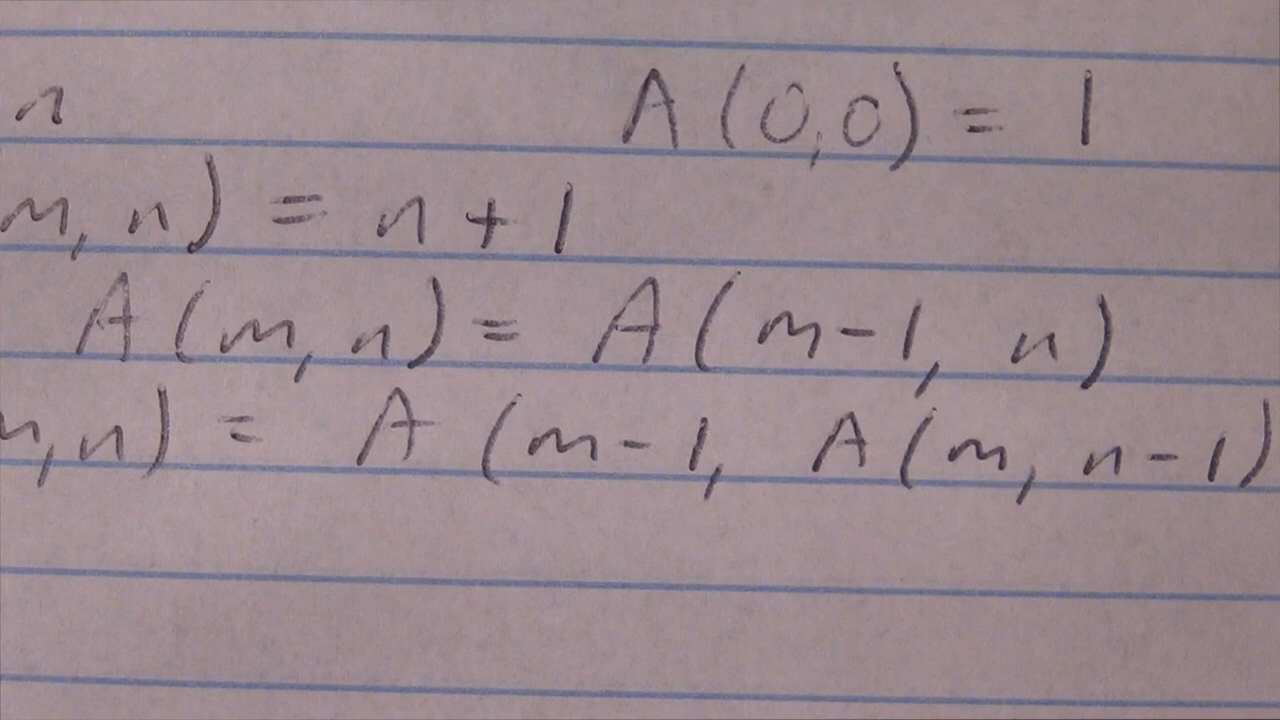 n A(0,0) = 1
m, n) = n + 1
A(m, n) = A(m-1, n)
m,n) = A (m-1, A(m, n-1)